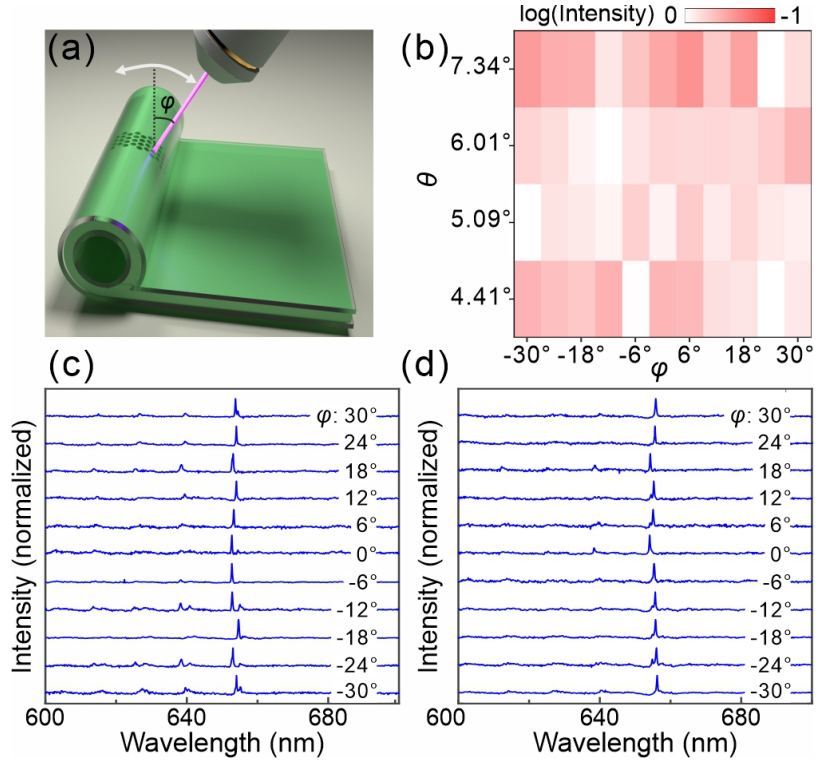 (a)
φ
(b)
log(Intensity) 0 -1
7.34°
6.01°
5.09°
4.41°
θ
-30° -18° -6° 6° 18° 30°
φ
(c)
φ: 30°
24°
18°
12°
6°
0°
-6°
-12°
-18°
-24°
-30°
Intensity (normalized)
600 640 680
Wavelength (nm)
(d)
φ: 30°
24°
18°
12°
6°
0°
-6°
-12°
-18°
-24°
-30°
Intensity (normalized)
600 640 680
Wavelength (nm)